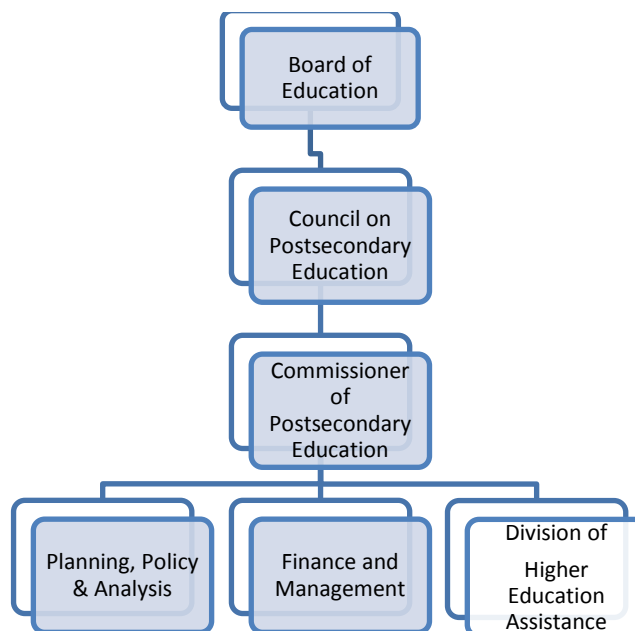 Board of
Education
Council on
Postsecondary
Education
Commissioner
of
Postsecondary
Education
Planning, Policy
& Analysis
Finance and
Management
Division of
Higher
Education
Assistance